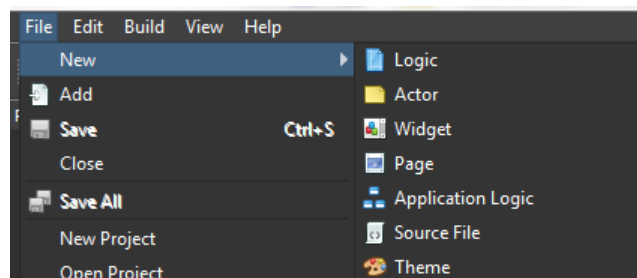 File Edit Build View Help
New
Add
Save Ctrl+S
Close
Save All
New Project
Open Project
Logic
Actor
Widget
Page
Application Logic
Source File
Theme